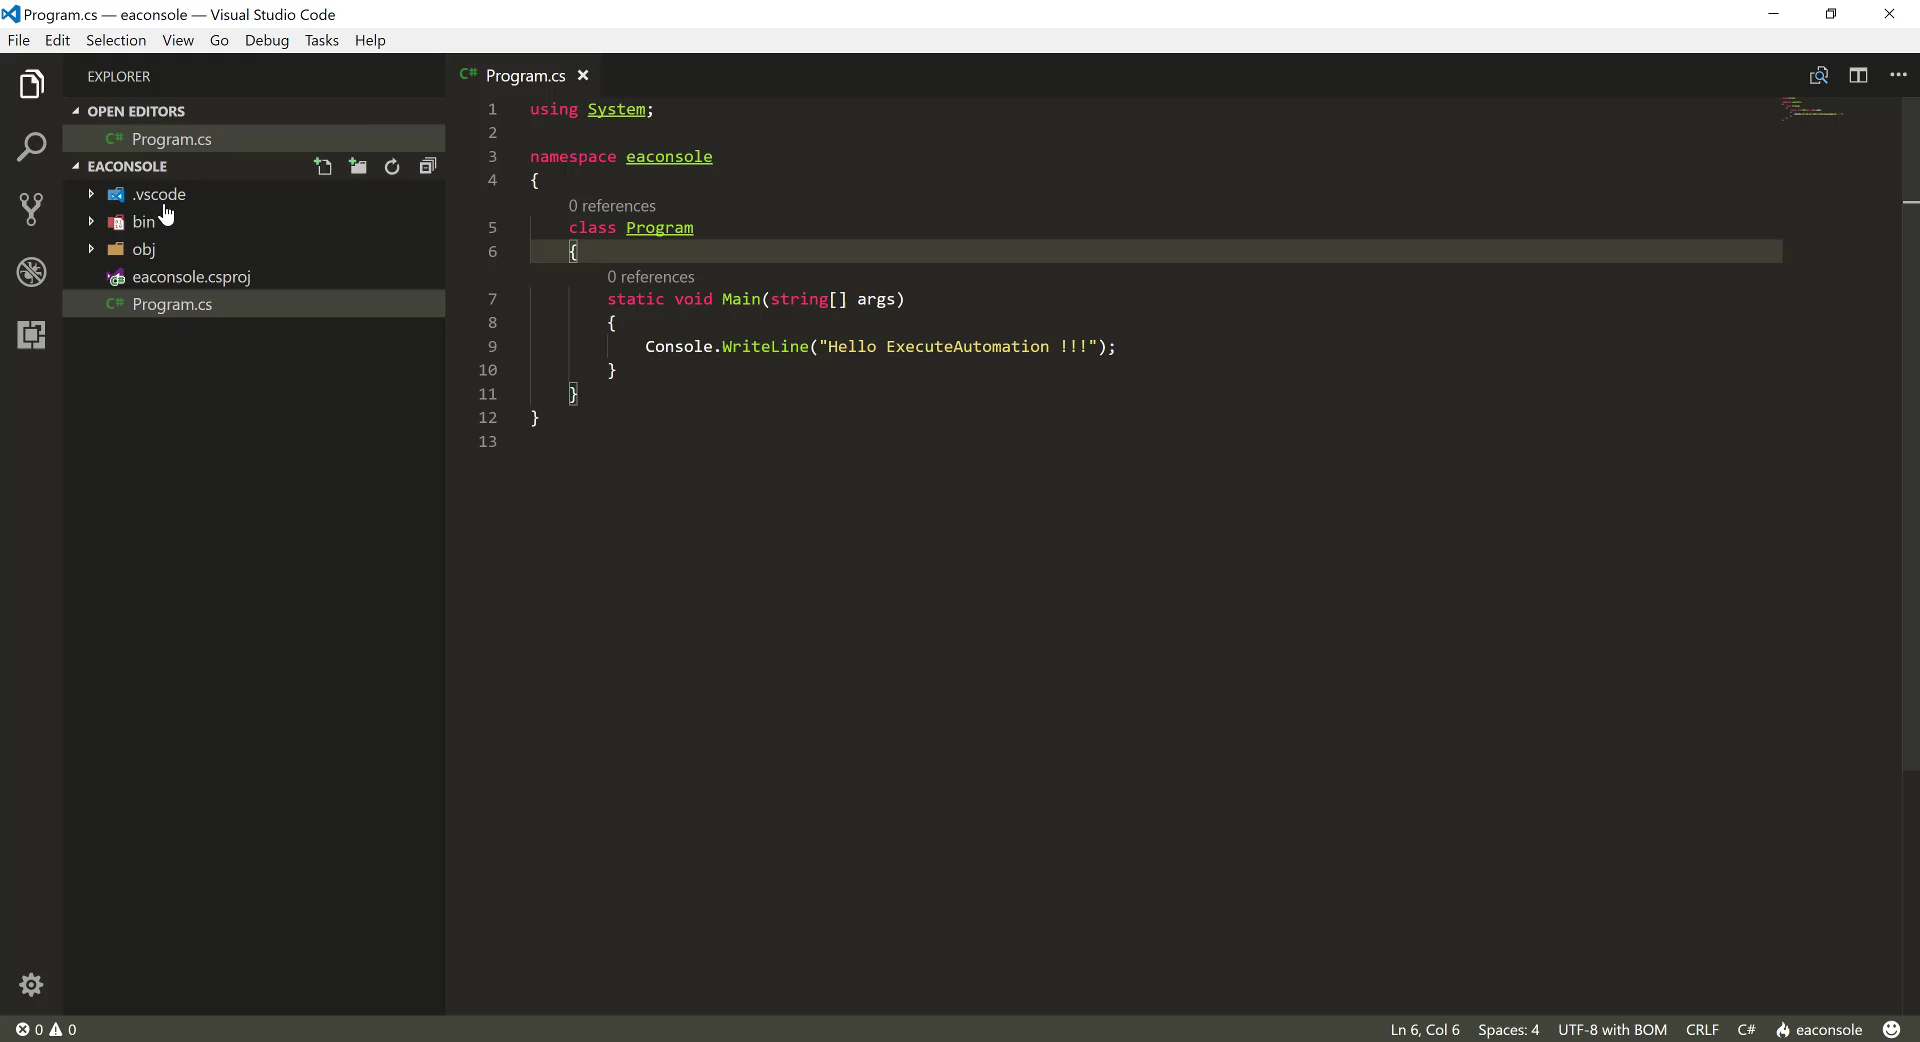 Program.cs — eaconsole — Visual Studio Code
File Edit Selection View Go Debug Tasks Help
EXPLORER
OPEN EDITORS
C# Program.cs
EACONSOLE
.vscode
bin
obj
eaconsole.csproj
C# Program.cs
C# Program.cs
1 using System;
2
3 namespace eaconsole
4 {
0 references
5 class Program
6 {
0 references
7 static void Main(string[] args)
8 {
9 Console.WriteLine("Hello ExecuteAutomation !!!");
10 }
11 }
12 }
13
0 0 Ln 6, Col 6 Spaces: 4 UTF-8 with BOM CRLF C# eaconsole